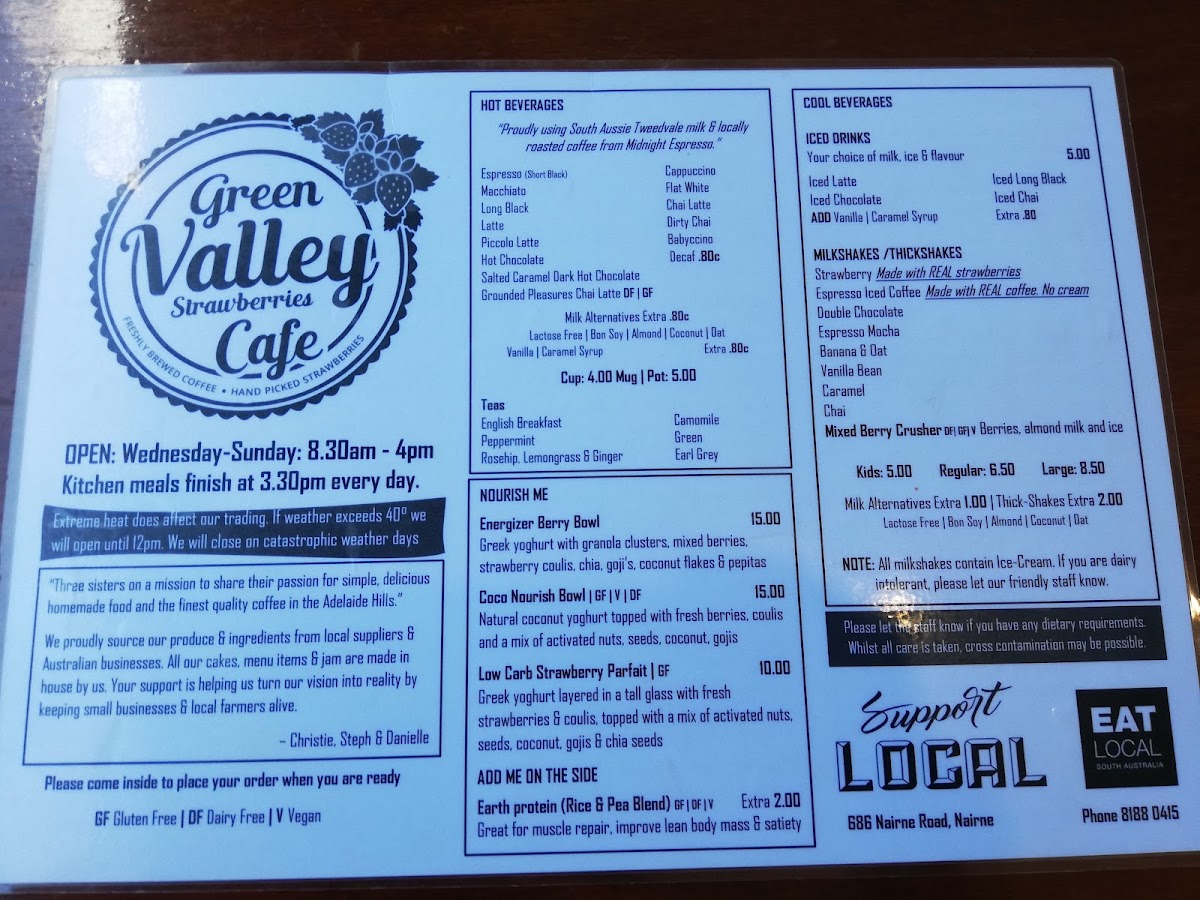 Green
Valley
Strawberries
Cafe
FRESHLY BREWED COFFEE • HAND PICKED STRAWBERRIES
OPEN: Wednesday-Sunday: 8.30am - 4pm
Kitchen meals finish at 3.30pm every day.
Extreme heat does affect our trading. If weather exceeds 40º we
will open until 12pm. We will close on catastrophic weather days
"Three sisters on a mission to share their passion for simple, delicious
homemade food and the finest quality coffee in the Adelaide Hills."
We proudly source our produce & ingredients from local suppliers &
Australian businesses. All our cakes, menu items & jam are made in
house by us. Your support is helping us turn our vision into reality by
keeping small businesses & local farmers alive.
– Christie, Steph & Danielle
Please come inside to place your order when you are ready
GF Gluten Free | DF Dairy Free | V Vegan
HOT BEVERAGES
"Proudly using South Aussie Tweedvale milk & locally
roasted coffee from Midnight Espresso."
Espresso (Short Black) Cappuccino
Macchiato Flat White
Long Black Chai Latte
Latte Dirty Chai
Piccolo Latte Babyccino
Hot Chocolate Decaf .80c
Salted Caramel Dark Hot Chocolate
Grounded Pleasures Chai Latte DF | GF
Milk Alternatives Extra .80c
Lactose Free | Bon Soy | Almond | Coconut | Oat
Vanilla | Caramel Syrup Extra .80c
Cup: 4.00 Mug | Pot: 5.00
Teas
English Breakfast Camomile
Peppermint Green
Rosehip, Lemongrass & Ginger Earl Grey
NOURISH ME
Energizer Berry Bowl 15.00
Greek yoghurt with granola clusters, mixed berries,
strawberry coulis, chia, goji's, coconut flakes & pepitas
Coco Nourish Bowl | GF | V | DF 15.00
Natural coconut yoghurt topped with fresh berries, coulis
and a mix of activated nuts, seeds, coconut, gojis
Low Carb Strawberry Parfait | GF 10.00
Greek yoghurt layered in a tall glass with fresh
strawberries & coulis, topped with a mix of activated nuts,
seeds, coconut, gojis & chia seeds
ADD ME ON THE SIDE
Earth protein (Rice & Pea Blend) GF | DF | V Extra 2.00
Great for muscle repair, improve lean body mass & satiety
COOL BEVERAGES
ICED DRINKS
Your choice of milk, ice & flavour 5.00
Iced Latte Iced Long Black
Iced Chocolate Iced Chai
ADD Vanilla | Caramel Syrup Extra .80
MILKSHAKES /THICKSHAKES
Strawberry Made with REAL strawberries
Espresso Iced Coffee Made with REAL coffee. No cream
Double Chocolate
Espresso Mocha
Banana & Oat
Vanilla Bean
Caramel
Chai
Mixed Berry Crusher DF| GF| V Berries, almond milk and ice
Kids: 5.00 Regular: 6.50 Large: 8.50
Milk Alternatives Extra 1.00 | Thick-Shakes Extra 2.00
Lactose Free | Bon Soy | Almond | Coconut | Oat
NOTE: All milkshakes contain Ice-Cream. If you are dairy
intolerant, please let our friendly staff know.
Please let the staff know if you have any dietary requirements.
Whilst all care is taken, cross contamination may be possible.
Support
LOCAL
EAT
LOCAL
SOUTH AUSTRALIA
686 Nairne Road, Nairne
Phone 8188 0415